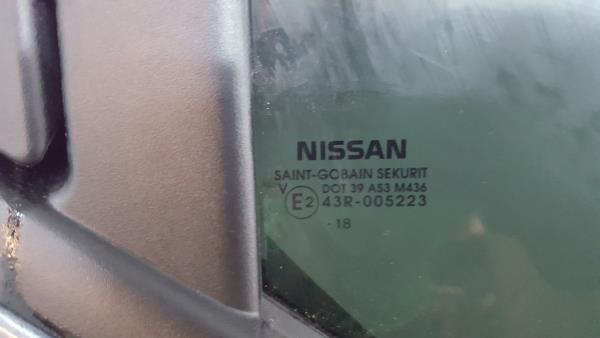 NISSAN
SAINT-GOBAIN SEKURIT
V DOT 39 AS3 M436
E2 43R-005223
-18